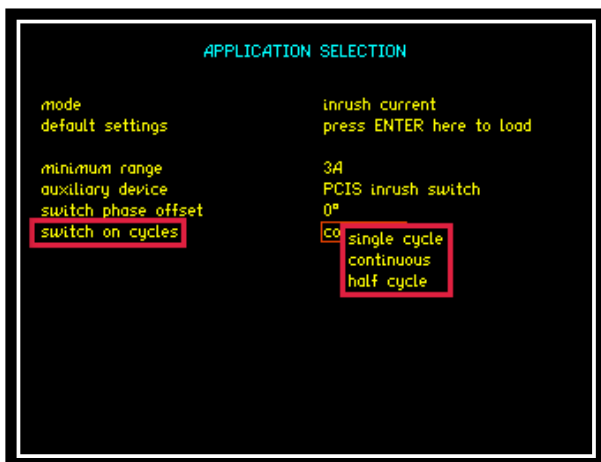 APPLICATION SELECTION
mode inrush current
default settings press ENTER here to load
minimum range 3A
auxiliary device PCIS inrush switch
switch phase offset 0°
switch on cycles co
single cycle
continuous
half cycle